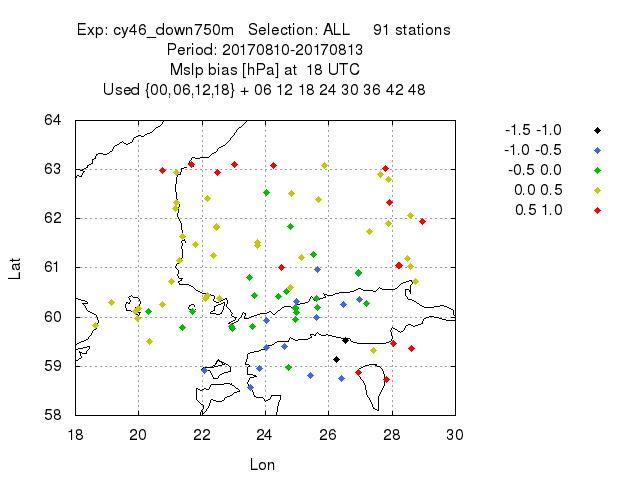 Exp: cy46_down750m Selection: ALL 91 stations
Period: 20170810-20170813
Mslp bias [hPa] at 18 UTC
Used {00,06,12,18} + 06 12 18 24 30 36 42 48
64
63
62
61
60
59
58
18 20 22 24 26 28 30
Lat
Lon
-1.5 -1.0
-1.0 -0.5
-0.5 0.0
0.0 0.5
0.5 1.0